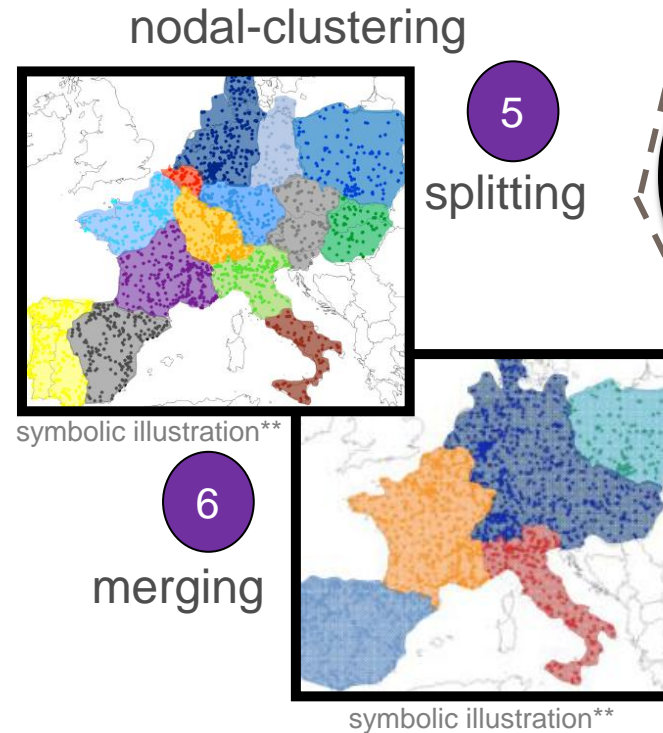 nodal-clustering
5
splitting
symbolic illustration**
6
merging
symbolic illustration**